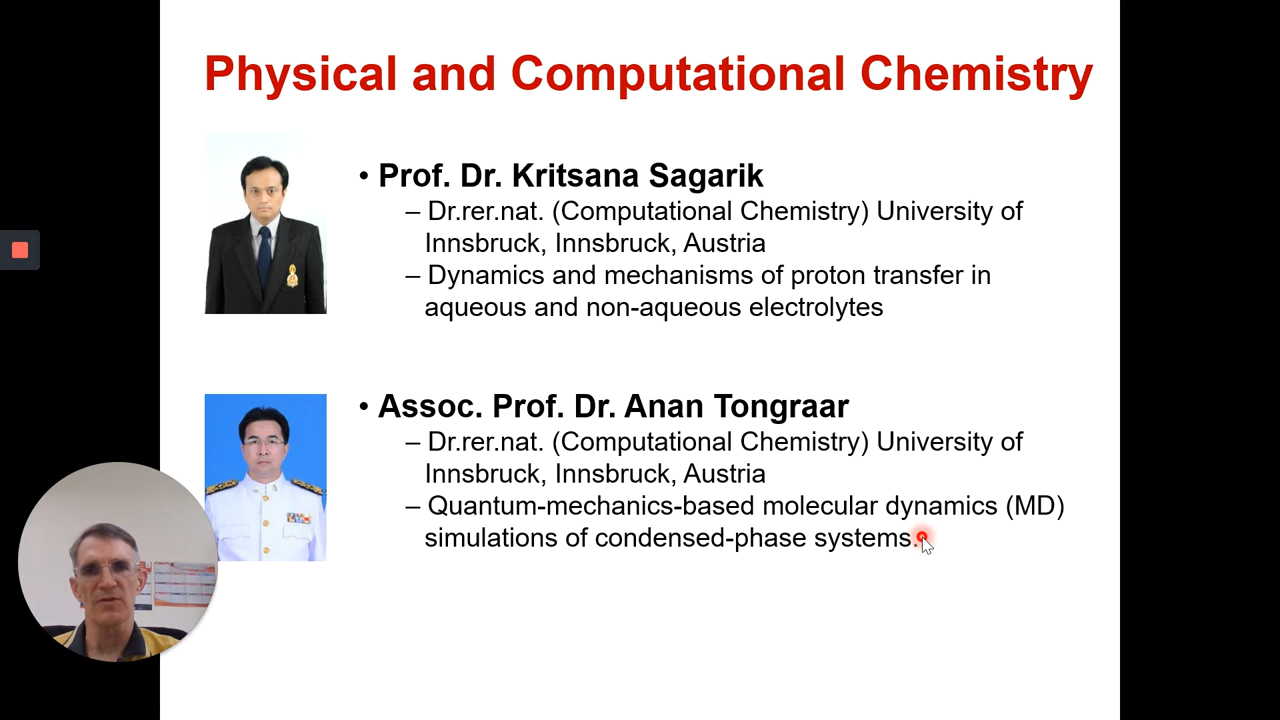 Physical and Computational Chemistry
• Prof. Dr. Kritsana Sagarik
– Dr.rer.nat. (Computational Chemistry) University of
Innsbruck, Innsbruck, Austria
– Dynamics and mechanisms of proton transfer in
aqueous and non-aqueous electrolytes
• Assoc. Prof. Dr. Anan Tongraar
– Dr.rer.nat. (Computational Chemistry) University of
Innsbruck, Innsbruck, Austria
– Quantum-mechanics-based molecular dynamics (MD)
simulations of condensed-phase systems.